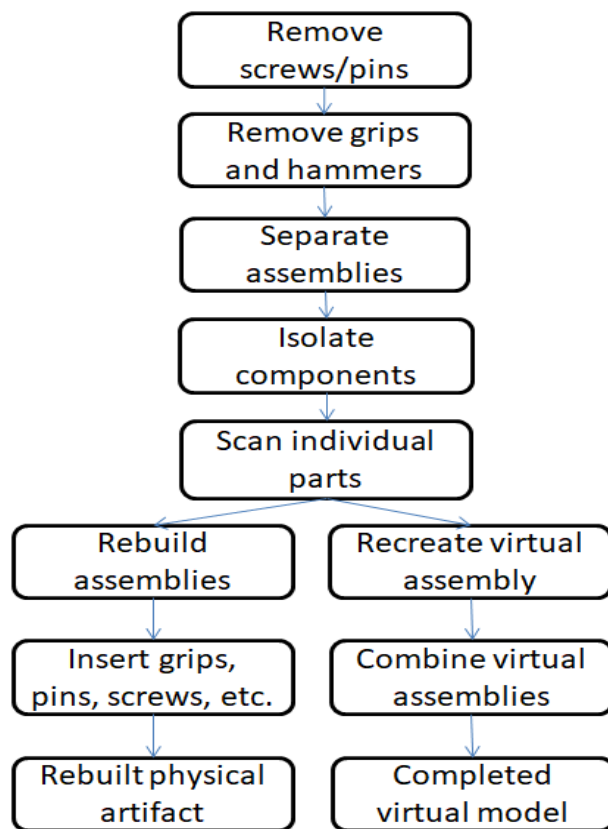 Remove
screws/pins
Remove grips
and hammers
Separate
assemblies
Isolate
components
Scan individual
parts
Rebuild
assemblies
Recreate virtual
assembly
Insert grips,
pins, screws, etc.
Combine virtual
assemblies
Rebuilt physical
artifact
Completed
virtual model